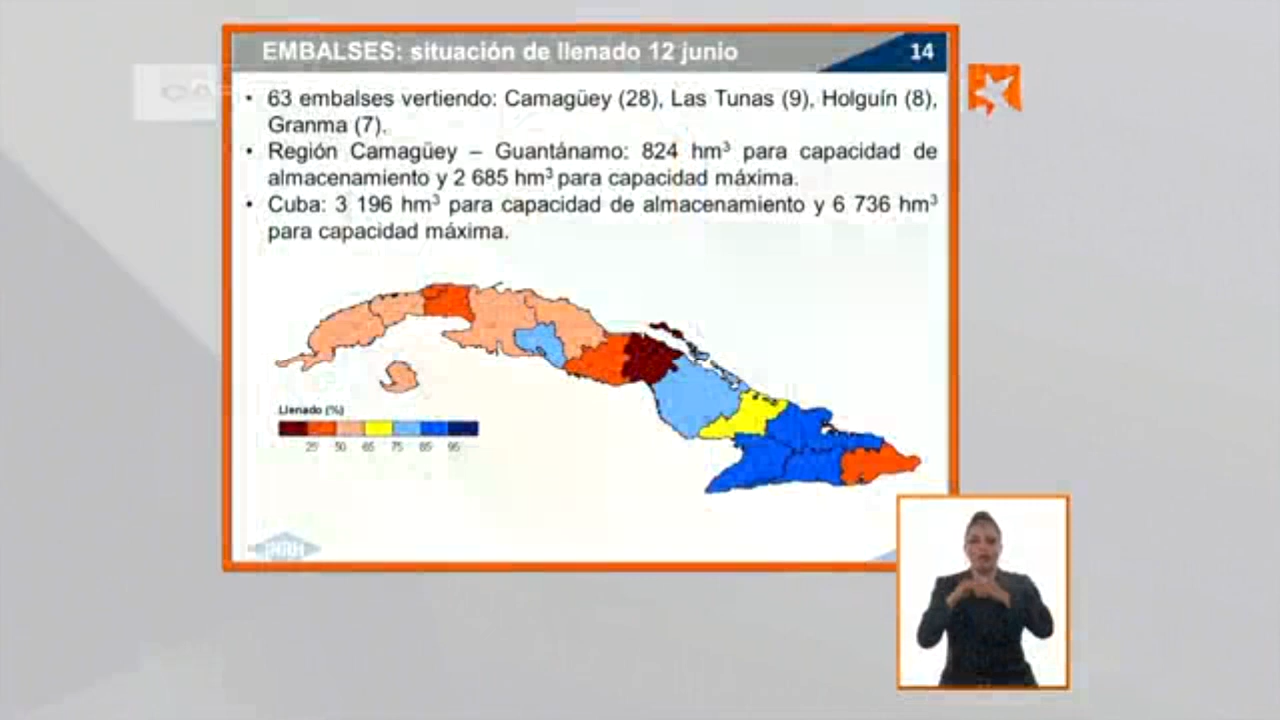 EMBALSES: situación de llenado 12 junio
14
• 63 embalses vertiendo: Camagüey (28), Las Tunas (9), Holguín (8),
Granma (7).
• Región Camagüey – Guantánamo: 824 hm³ para capacidad de
almacenamiento y 2 685 hm³ para capacidad máxima.
• Cuba: 3 196 hm³ para capacidad de almacenamiento y 6 736 hm³
para capacidad máxima.
Llenado (%)
25 50 65 75 85 95
INRH